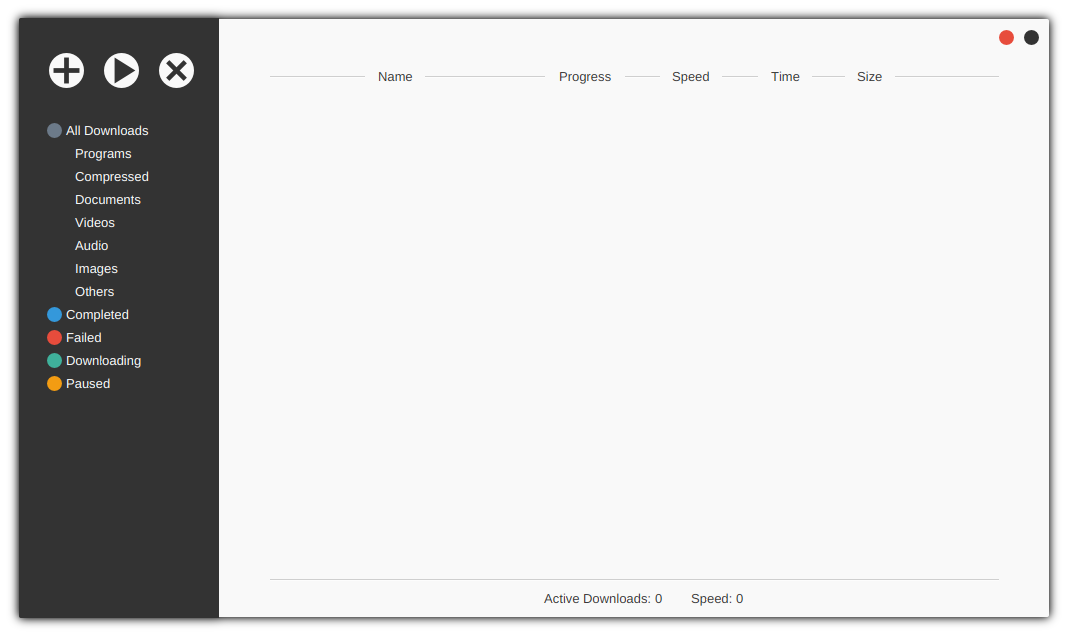 Name Progress Speed Time Size
All Downloads
Programs
Compressed
Documents
Videos
Audio
Images
Others
Completed
Failed
Downloading
Paused
Active Downloads: 0 Speed: 0